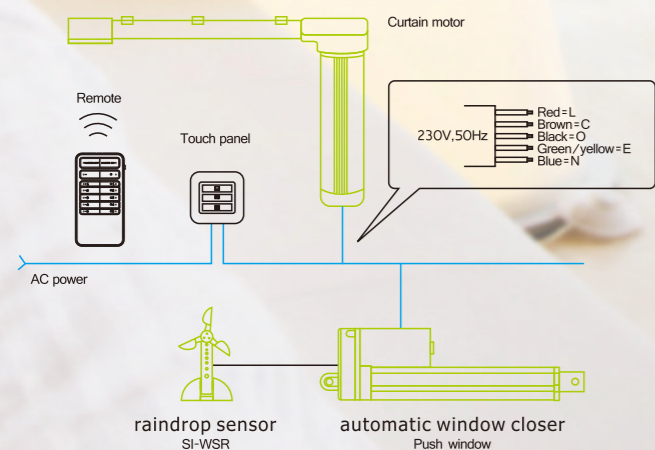 Curtain motor
Remote
Touch panel
230V,50Hz
Red=L
Brown=C
Black=O
Green/yellow=E
Blue=N
AC power
raindrop sensor
SI-WSR
automatic window closer
Push window